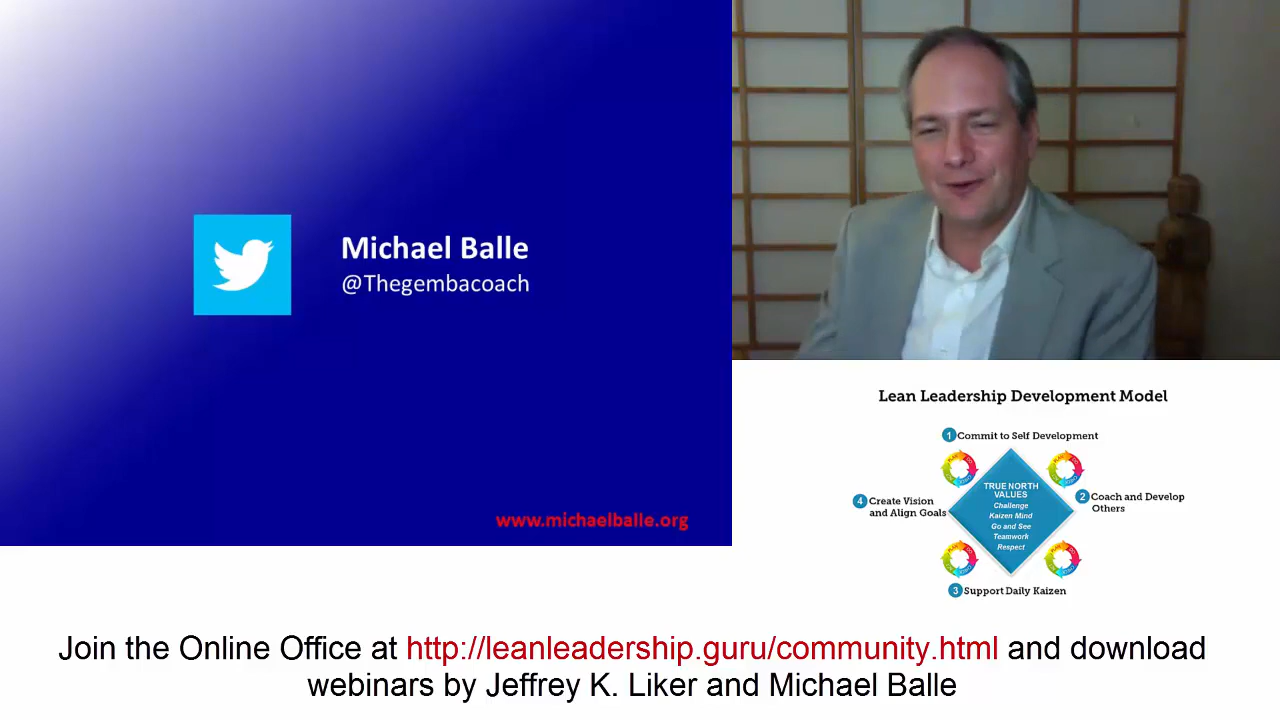 Michael Balle
@Thegembacoach
www.michaelballe.org
Lean Leadership Development Model
1 Commit to Self Development
TRUE NORTH
VALUES
Challenge
Kaizen Mind
Go and See
Teamwork
Respect
2 Coach and Develop
Others
3 Support Daily Kaizen
4 Create Vision
and Align Goals
Join the Online Office at http://leanleadership.guru/community.html and download
webinars by Jeffrey K. Liker and Michael Balle